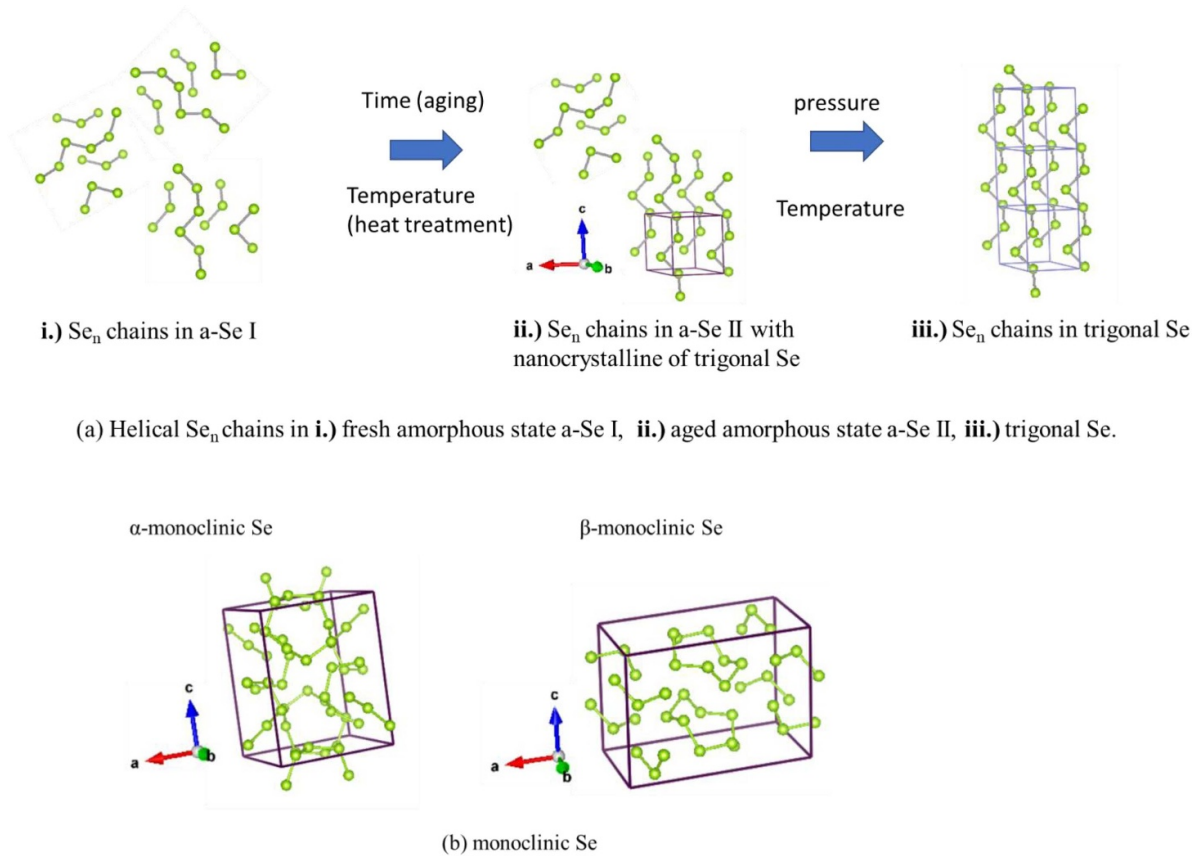 Time (aging)
Temperature
(heat treatment)
pressure
Temperature
c
a
b
i.) Seₙ chains in a-Se I
ii.) Seₙ chains in a-Se II with
nanocrystalline of trigonal Se
iii.) Seₙ chains in trigonal Se
(a) Helical Seₙ chains in i.) fresh amorphous state a-Se I, ii.) aged amorphous state a-Se II, iii.) trigonal Se.
α-monoclinic Se
β-monoclinic Se
c
a
b
c
a
b
(b) monoclinic Se